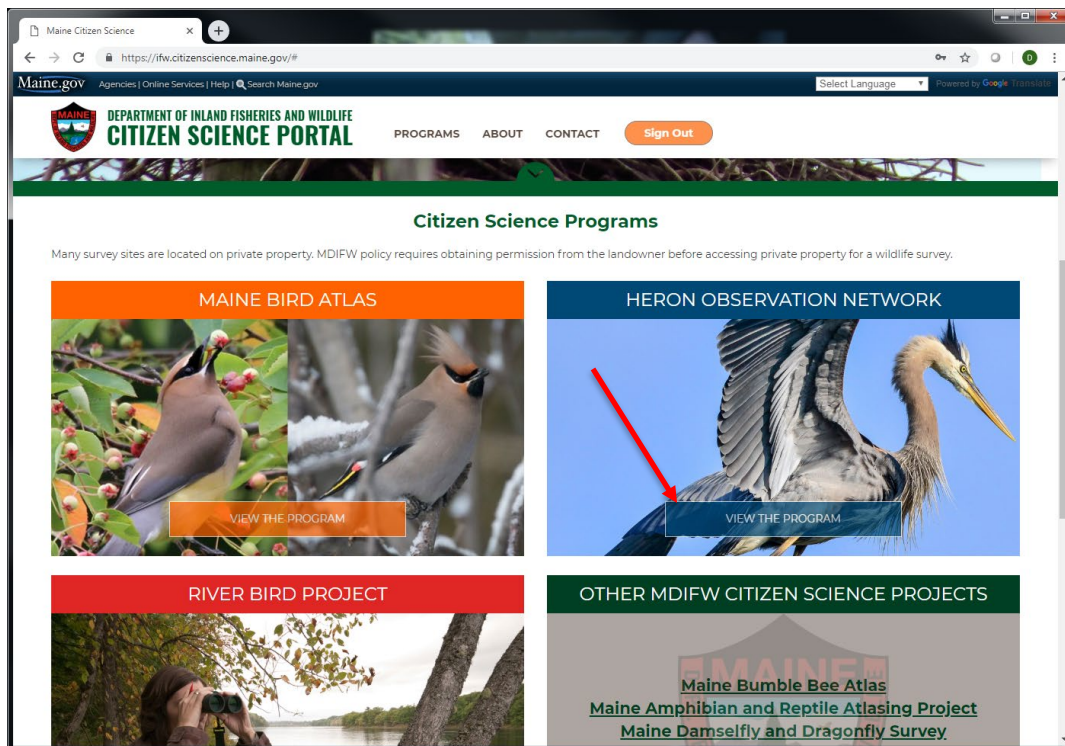 Maine Citizen Science
https://ifw.citizenscience.maine.gov/#
D
Maine.gov Agencies | Online Services | Help | Search Maine.gov
Select Language
Powered by Google Translate
MAINE
DEPARTMENT OF INLAND FISHERIES AND WILDLIFE
CITIZEN SCIENCE PORTAL
PROGRAMS ABOUT CONTACT Sign Out
Citizen Science Programs
Many survey sites are located on private property. MDIFW policy requires obtaining permission from the landowner before accessing private property for a wildlife survey.
MAINE BIRD ATLAS
VIEW THE PROGRAM
HERON OBSERVATION NETWORK
VIEW THE PROGRAM
RIVER BIRD PROJECT
OTHER MDIFW CITIZEN SCIENCE PROJECTS
MAINE
Maine Bumble Bee Atlas
Maine Amphibian and Reptile Atlasing Project
Maine Damselfly and Dragonfly Survey